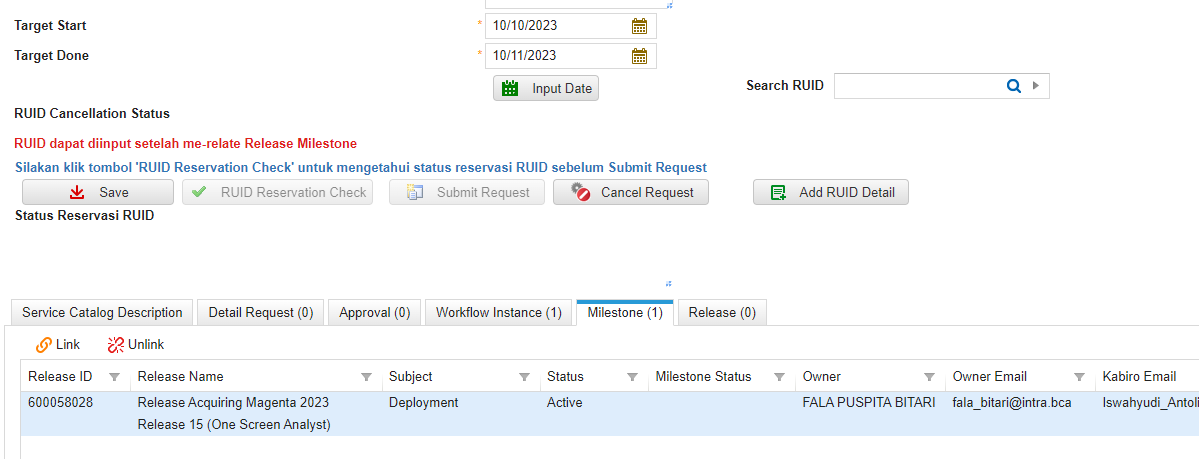 Target Start * 10/10/2023
Target Done * 10/11/2023
Input Date
Search RUID
RUID Cancellation Status
RUID dapat diinput setelah me-relate Release Milestone
Silakan klik tombol 'RUID Reservation Check' untuk mengetahui status reservasi RUID sebelum Submit Request
Save RUID Reservation Check Submit Request Cancel Request Add RUID Detail
Status Reservasi RUID
Service Catalog Description Detail Request (0) Approval (0) Workflow Instance (1) Milestone (1) Release (0)
Link Unlink
Release ID Release Name Subject Status Milestone Status Owner Owner Email Kabiro Email
600058028 Release Acquiring Magenta 2023 Deployment Active FALA PUSPITA BITARI fala_bitari@intra.bca Iswahyudi_Antoli
Release 15 (One Screen Analyst)